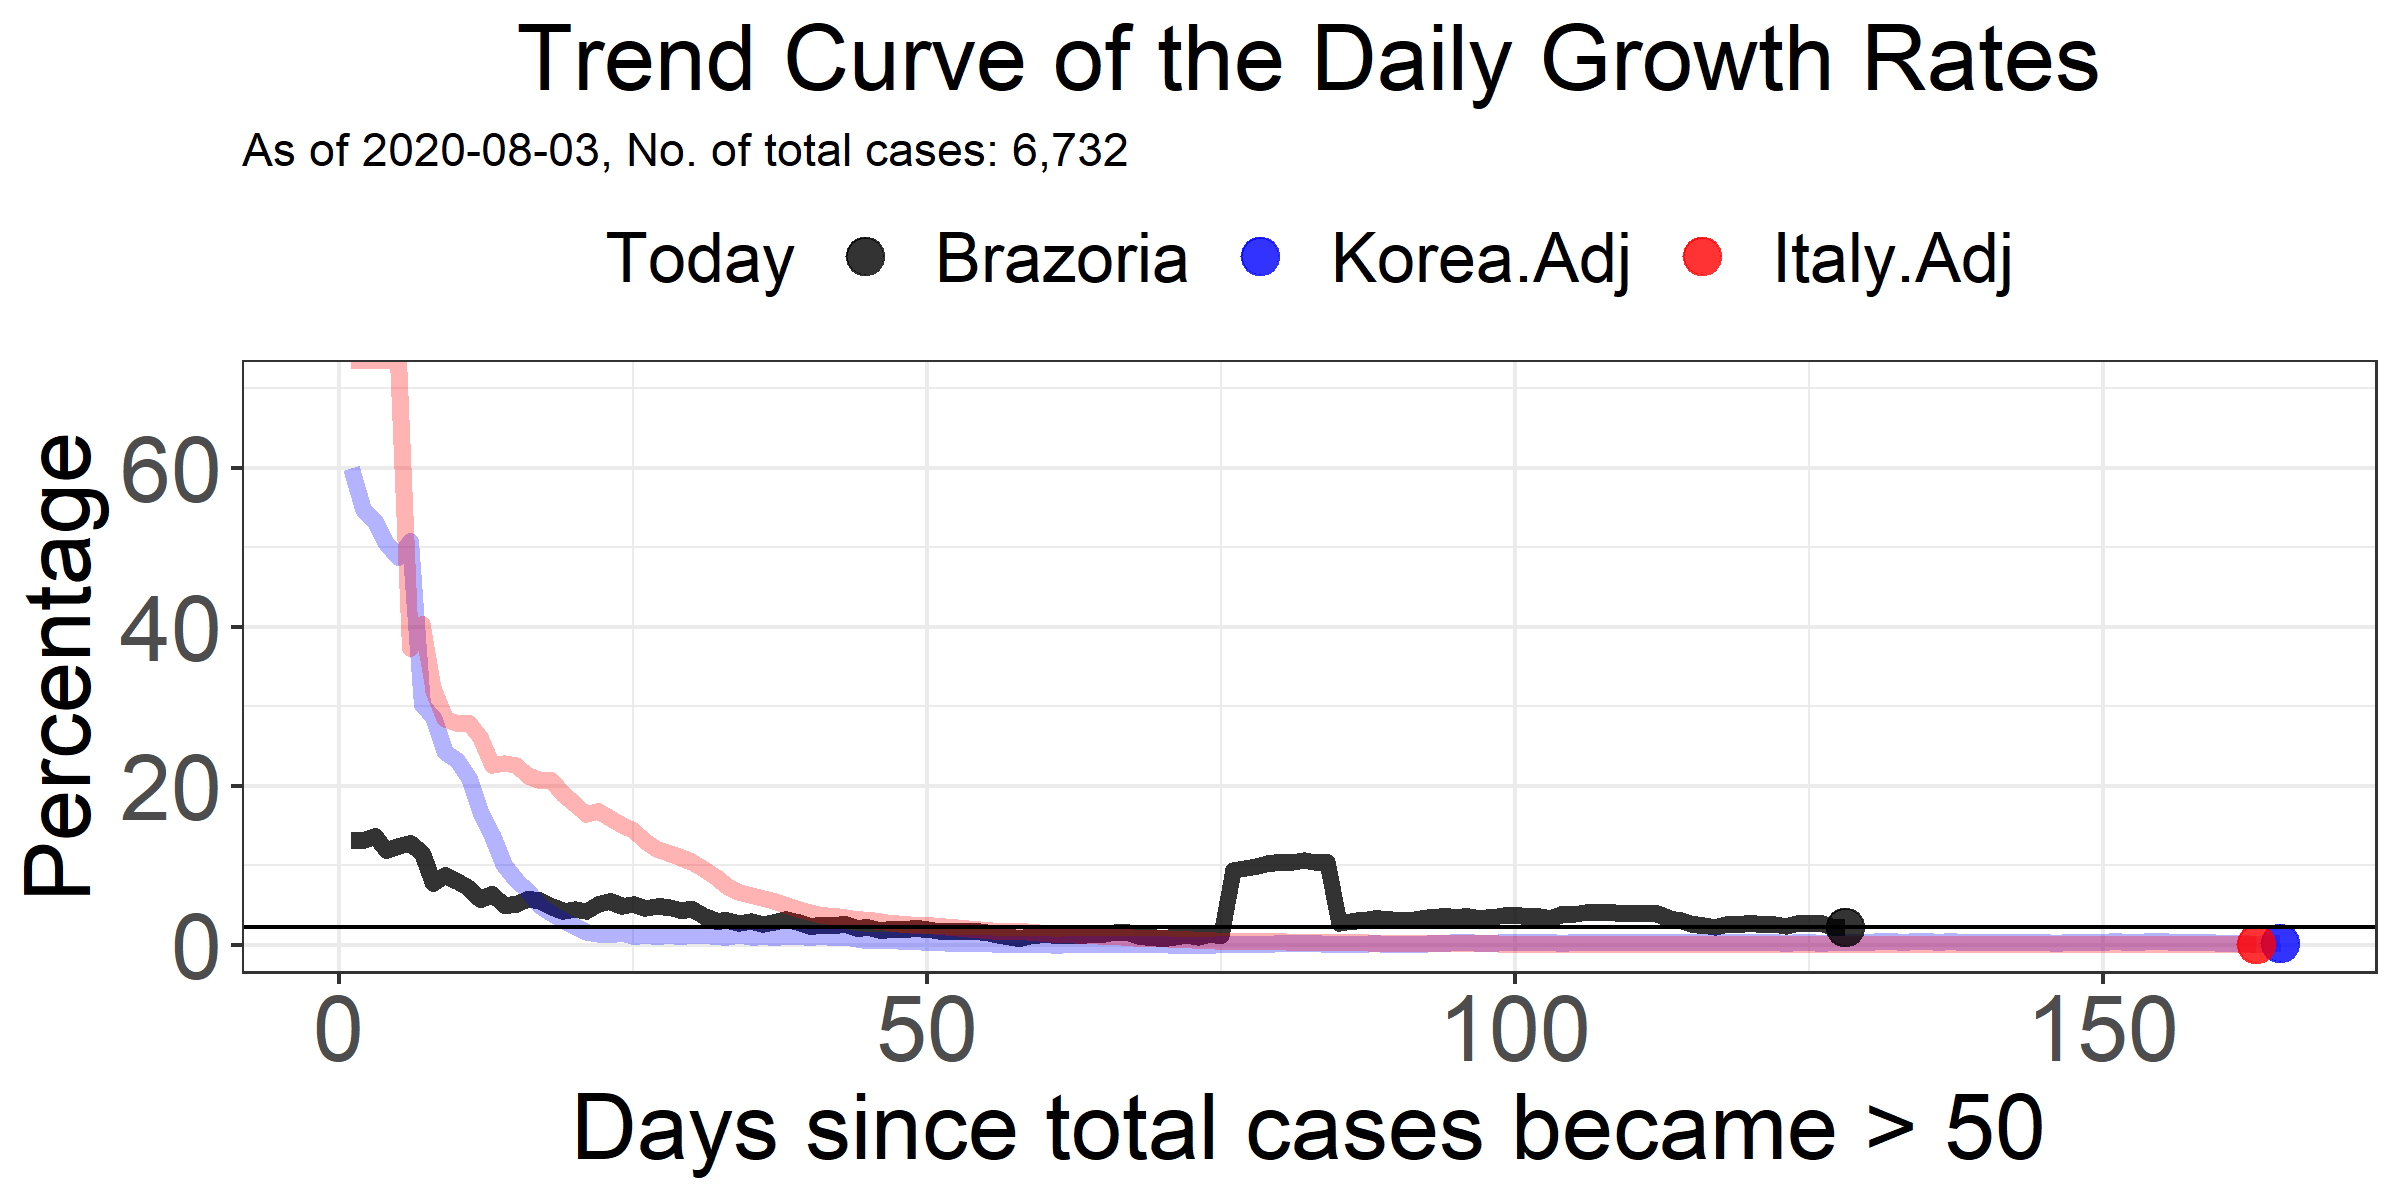 Trend Curve of the Daily Growth Rates
As of 2020-08-03, No. of total cases: 6,732
Today Brazoria Korea.Adj Italy.Adj
Percentage
60
40
20
0
0 50 100 150
Days since total cases became > 50